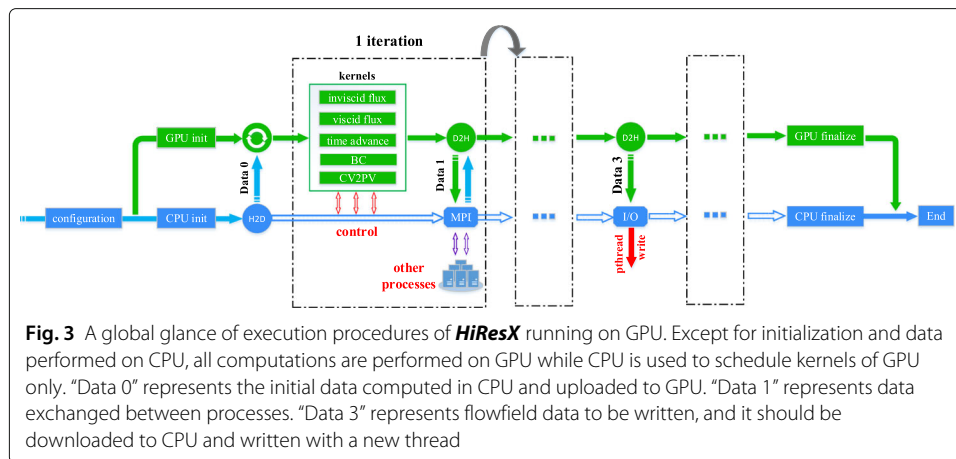 1 iteration
kernels
inviscid flux
viscid flux
time advance
BC
CV2PV
GPU init
D2H
D2H
GPU finalize
Data 0
Data 1
Data 3
configuration
CPU init
H2D
control
MPI
I/O
CPU finalize
End
other
processes
pthread
write
Fig. 3 A global glance of execution procedures of HiResX running on GPU. Except for initialization and data
performed on CPU, all computations are performed on GPU while CPU is used to schedule kernels of GPU
only. “Data 0” represents the initial data computed in CPU and uploaded to GPU. “Data 1” represents data
exchanged between processes. “Data 3” represents flowfield data to be written, and it should be
downloaded to CPU and written with a new thread